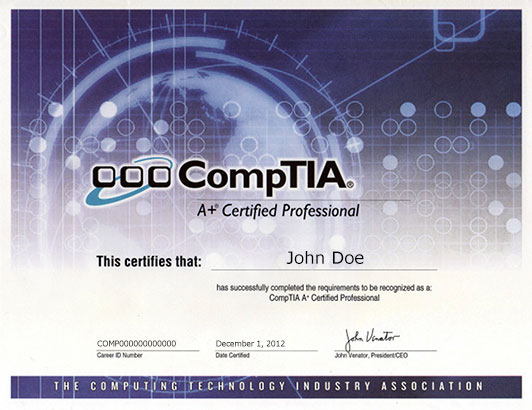 CompTIA®
A+® Certified Professional
This certifies that: John Doe
has successfully completed the requirements to be recognized as a:
CompTIA A+ Certified Professional
COMP000000000000 December 1, 2012 John Venator
Career ID Number Date Certified John Venator, President/CEO
THE COMPUTING TECHNOLOGY INDUSTRY ASSOCIATION